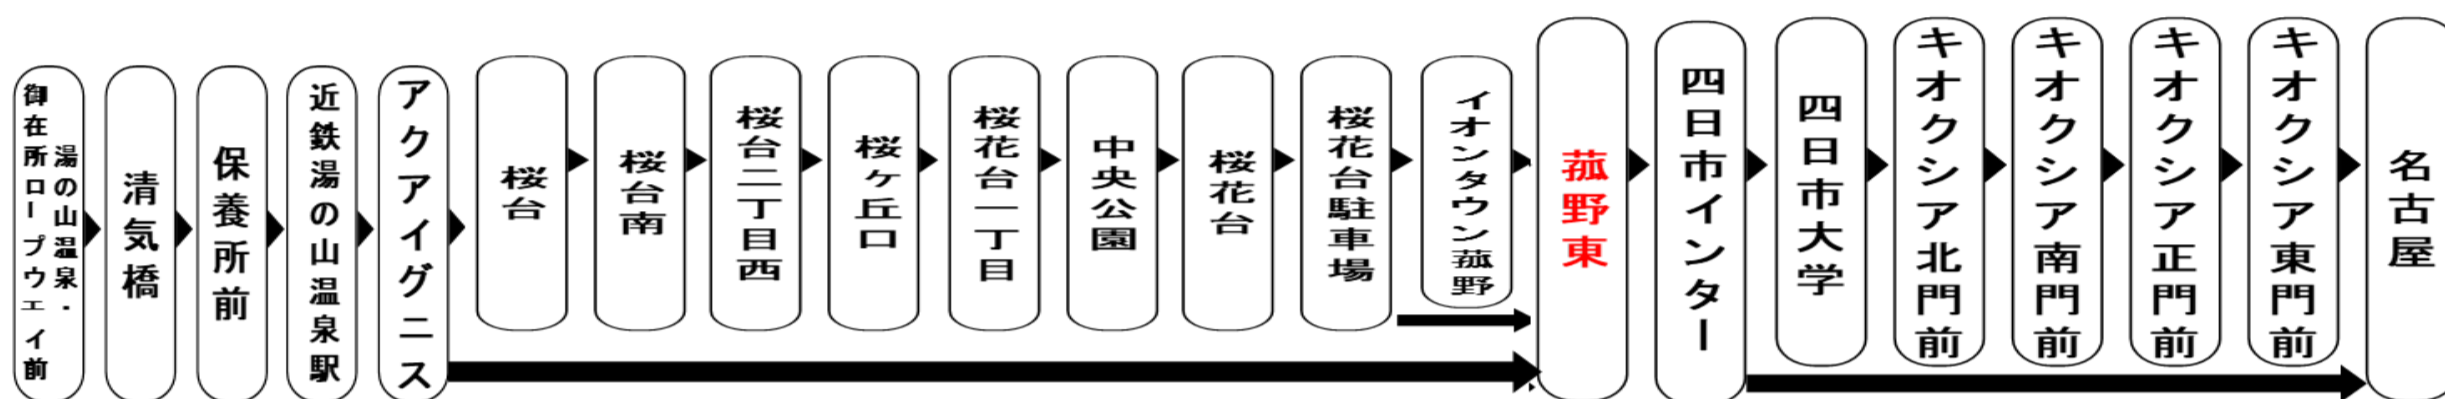 湯の山温泉・
御在所ロープウエイ前
清気橋
保養所前
近鉄湯の山温泉駅
アクアイグニス
桜台
桜台南
桜台二丁目西
桜ヶ丘口
桜花台一丁目
中央公園
桜花台
桜花台駐車場
イオンタウン菰野
菰野東
四日市インター
四日市大学
キオクシア北門前
キオクシア南門前
キオクシア正門前
キオクシア東門前
名古屋